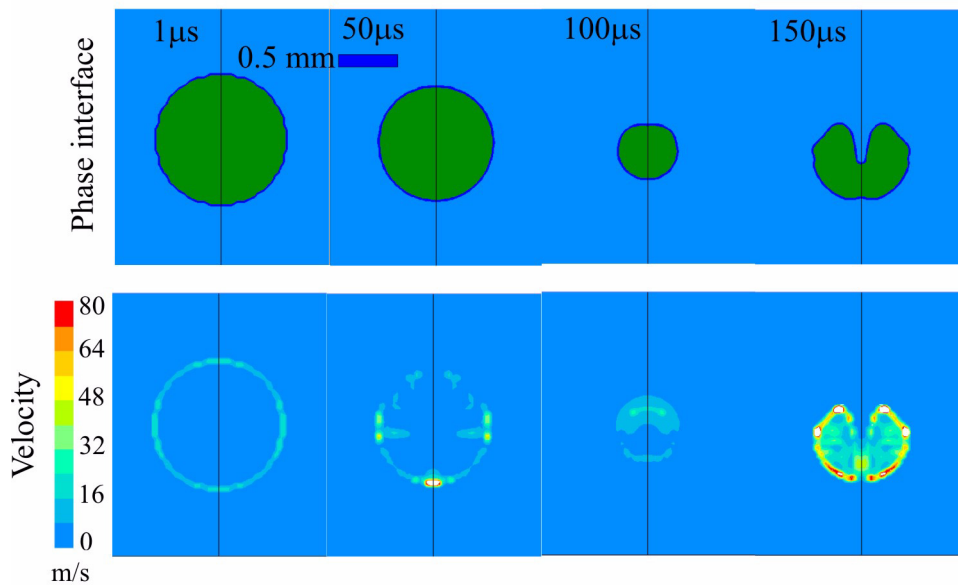 1μs
50μs
100μs
150μs
0.5 mm
Phase interface
80
64
48
32
16
0
Velocity
m/s